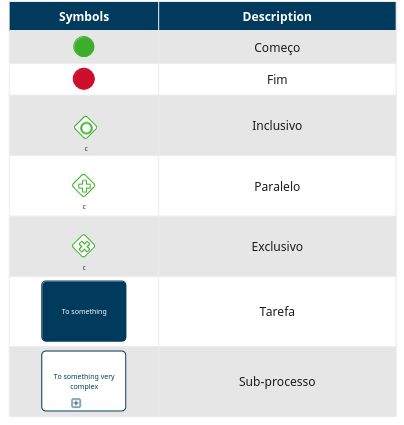 Symbols Description
Começo
Fim
Inclusivo
c
Paralelo
c
Exclusivo
c
To something
Tarefa
To something very
complex
Sub-processo